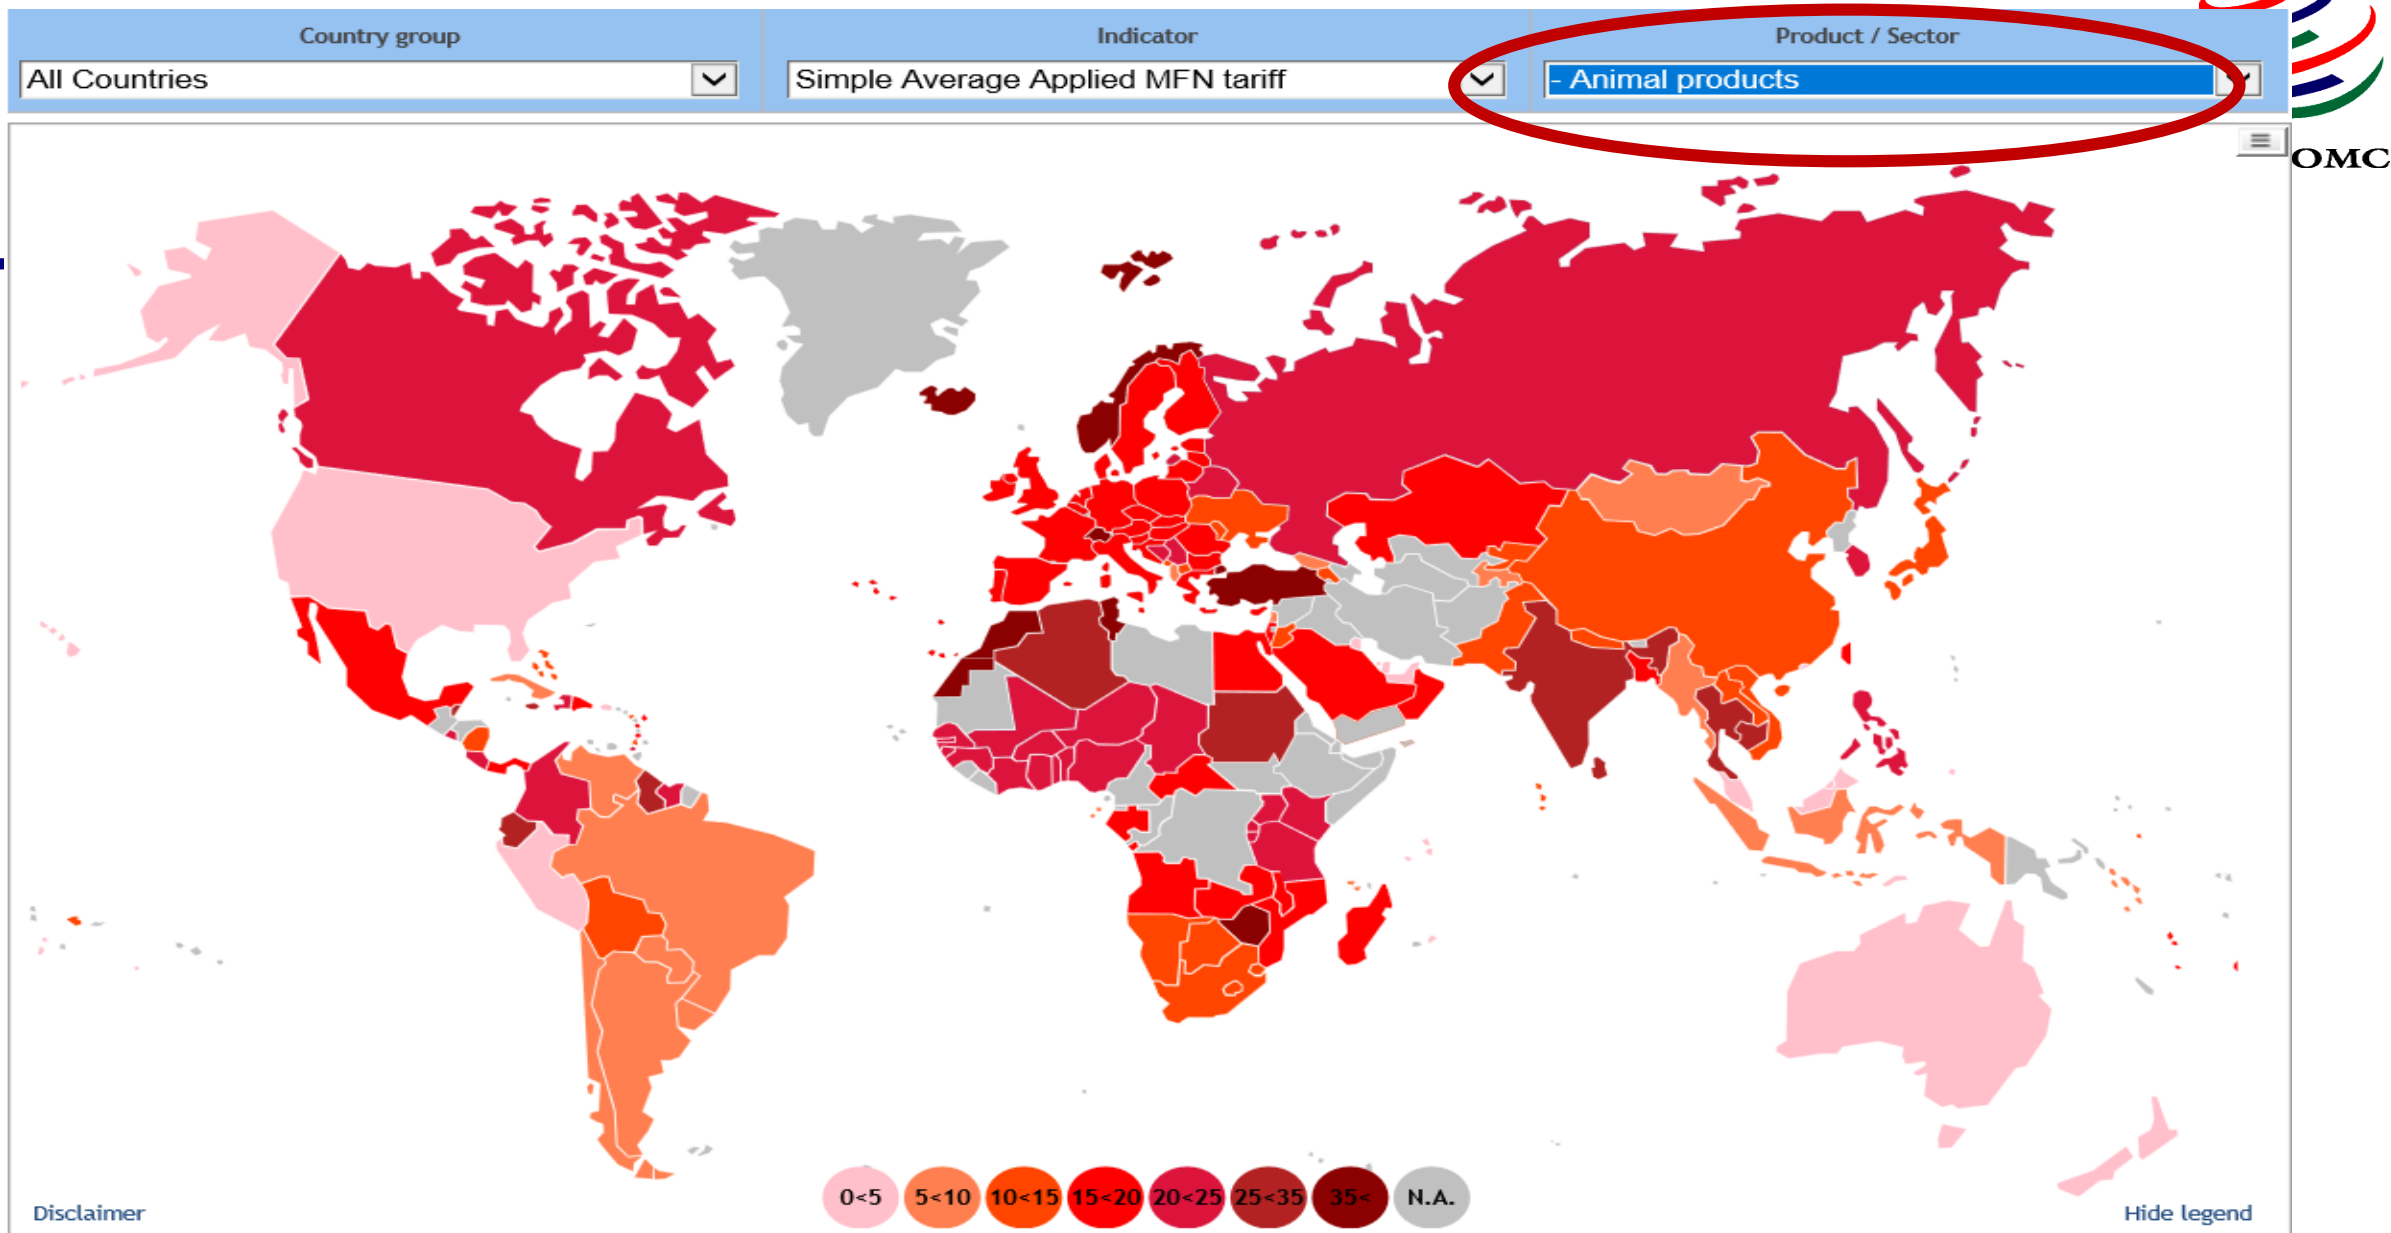 Country group
Indicator
Product / Sector
All Countries
Simple Average Applied MFN tariff
- Animal products
OMC
0<5
5<10
10<15
15<20
20<25
25<35
35<
N.A.
Disclaimer
Hide legend